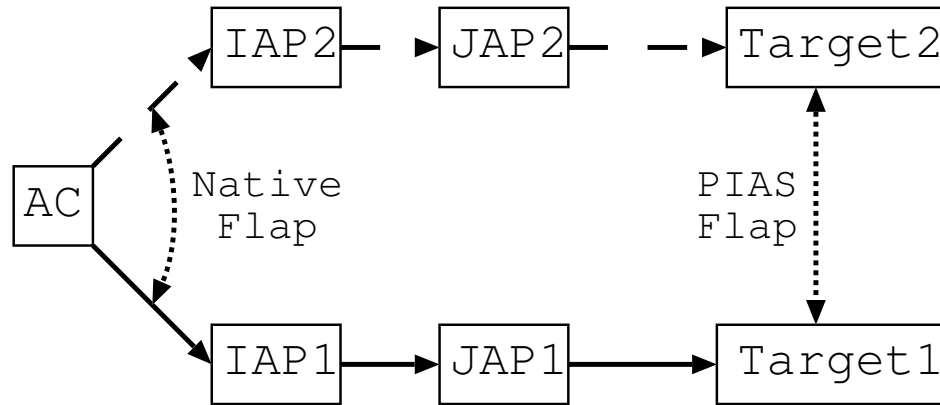 IAP2
JAP2
Target2
AC
Native
Flap
PIAS
Flap
IAP1
JAP1
Target1